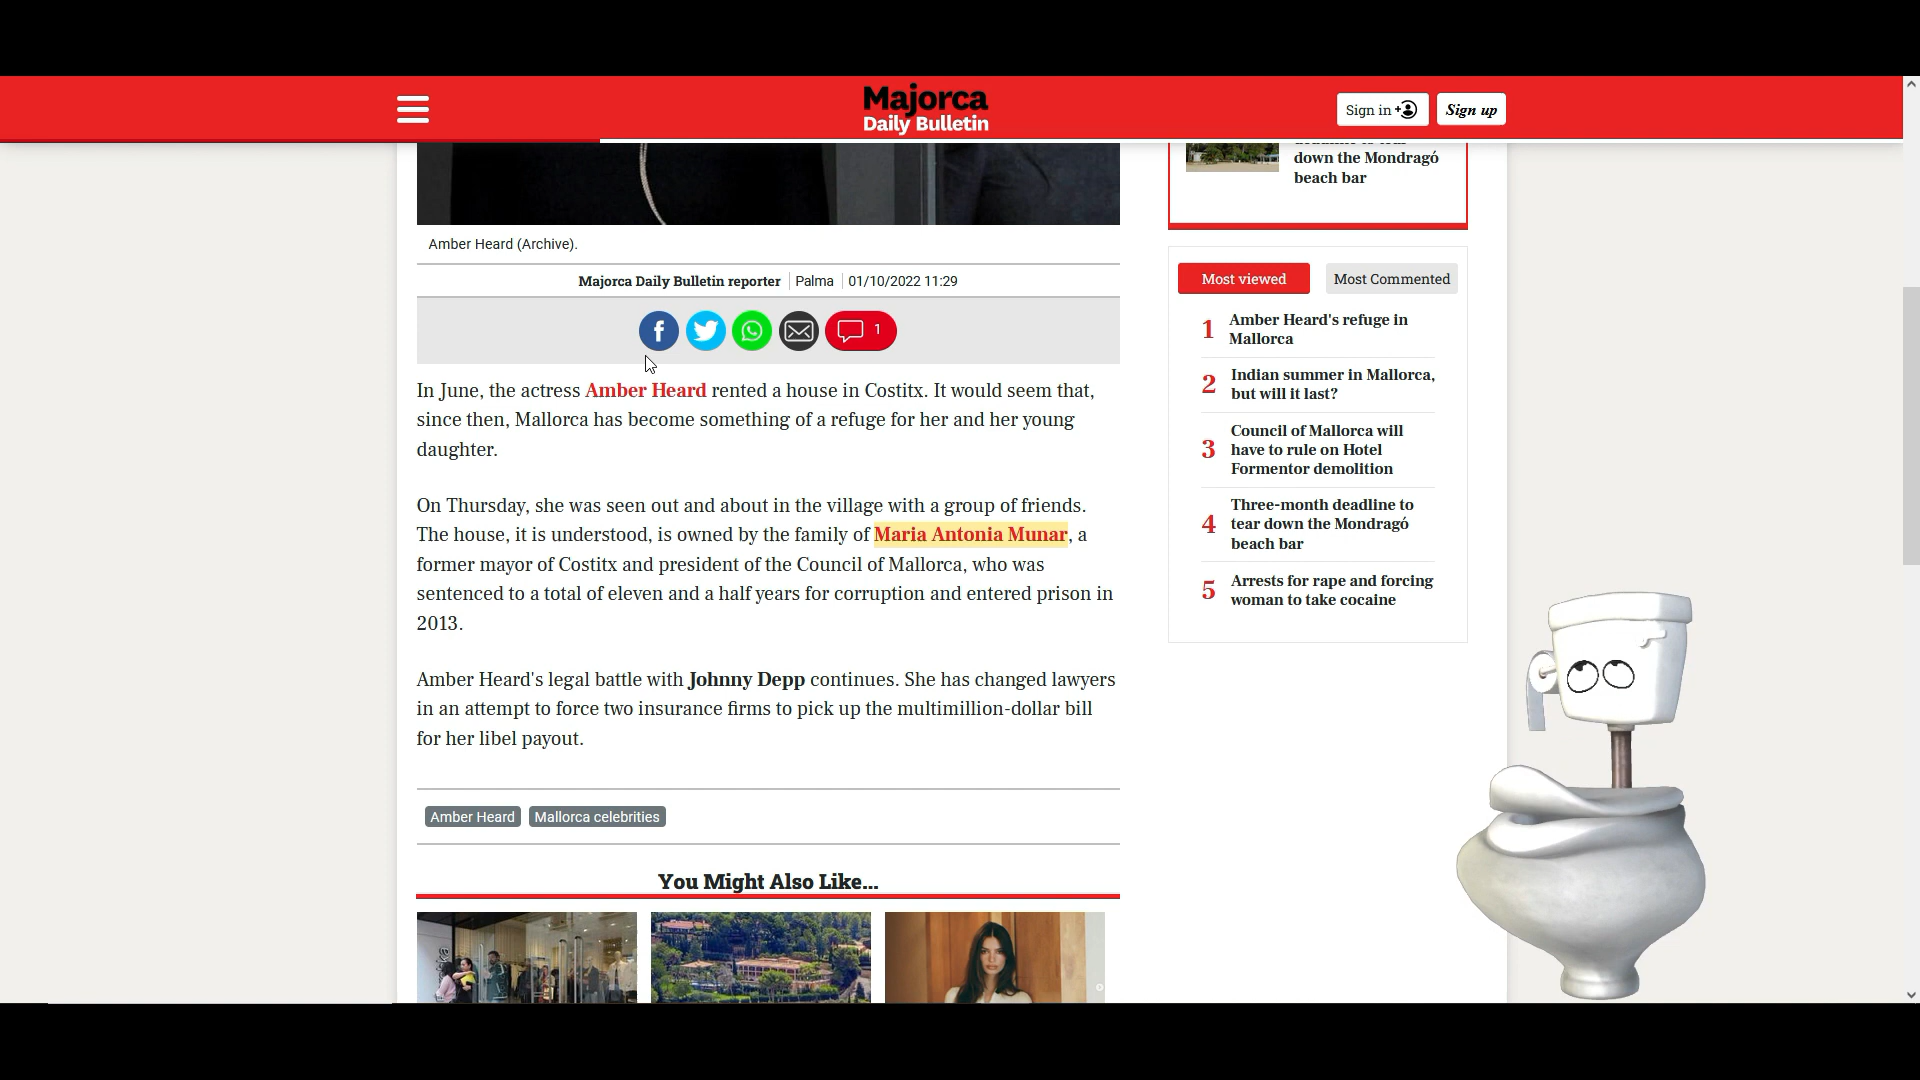 Majorca
Daily Bulletin
Sign in
Sign up
down the Mondragó
beach bar
Amber Heard (Archive).
Majorca Daily Bulletin reporter | Palma | 01/10/2022 11:29
1
In June, the actress Amber Heard rented a house in Costitx. It would seem that,
since then, Mallorca has become something of a refuge for her and her young
daughter.
On Thursday, she was seen out and about in the village with a group of friends.
The house, it is understood, is owned by the family of Maria Antonia Munar, a
former mayor of Costitx and president of the Council of Mallorca, who was
sentenced to a total of eleven and a half years for corruption and entered prison in
2013.
Amber Heard's legal battle with Johnny Depp continues. She has changed lawyers
in an attempt to force two insurance firms to pick up the multimillion-dollar bill
for her libel payout.
Amber Heard
Mallorca celebrities
You Might Also Like...
Most viewed
Most Commented
1 Amber Heard's refuge in
Mallorca
2 Indian summer in Mallorca,
but will it last?
3 Council of Mallorca will
have to rule on Hotel
Formentor demolition
4 Three-month deadline to
tear down the Mondragó
beach bar
5 Arrests for rape and forcing
woman to take cocaine